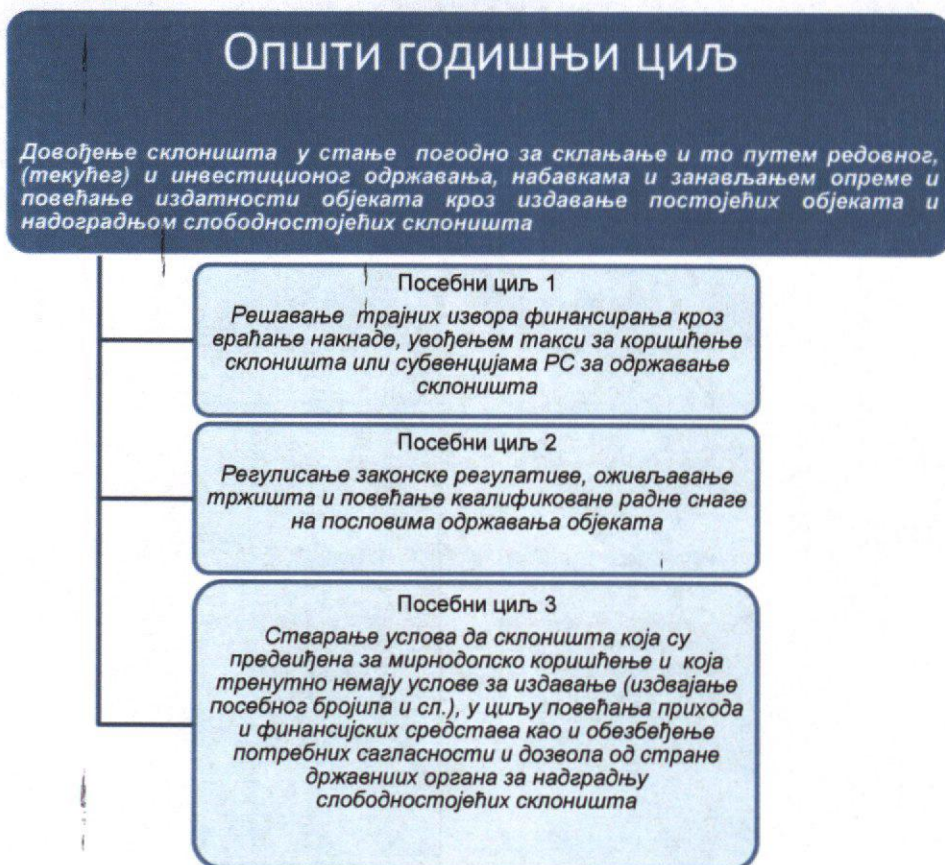 Општи годишњи циљ
Довођење склоништа у стање погодно за склањање и то путем редовног,
(текућег) и инвестиционог одржавања, набавкама и занављањем опреме и
повећање издатности објеката кроз издавање постојећих објеката и
надоградњом слободностојећих склоништа
Посебни циљ 1
Решавање трајних извора финансирања кроз
враћање накнаде, увођењем такси за коришћење
склоништа или субвенцијама РС за одржавање
склоништа
Посебни циљ 2
Регулисање законске регулативе, оживљавање
тржишта и повећање квалификоване радне снаге
на пословима одржавања објеката
Посебни циљ 3
Стварање услова да склоништа која су
предвиђена за мирнодопско коришћење и која
тренутно немају услове за издавање (издвајање
посебног бројила и сл.), у циљу повећања прихода
и финансијских средстава као и обезбеђење
потребних сагласности и дозвола од стране
државниих органа за надградњу
слободностојећих склоништа